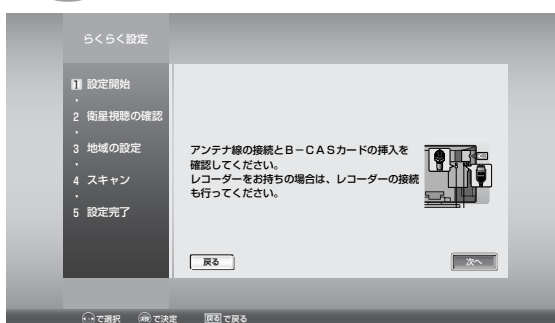 らくらく設定
1 設定開始
2 衛星視聴の確認
3 地域の設定
4 スキャン
5 設定完了
アンテナ線の接続とB－CASカードの挿入を
確認してください。
レコーダーをお持ちの場合は、レコーダーの接続
も行ってください。
戻る
次へ
で選択 決定 で決定 戻る で戻る